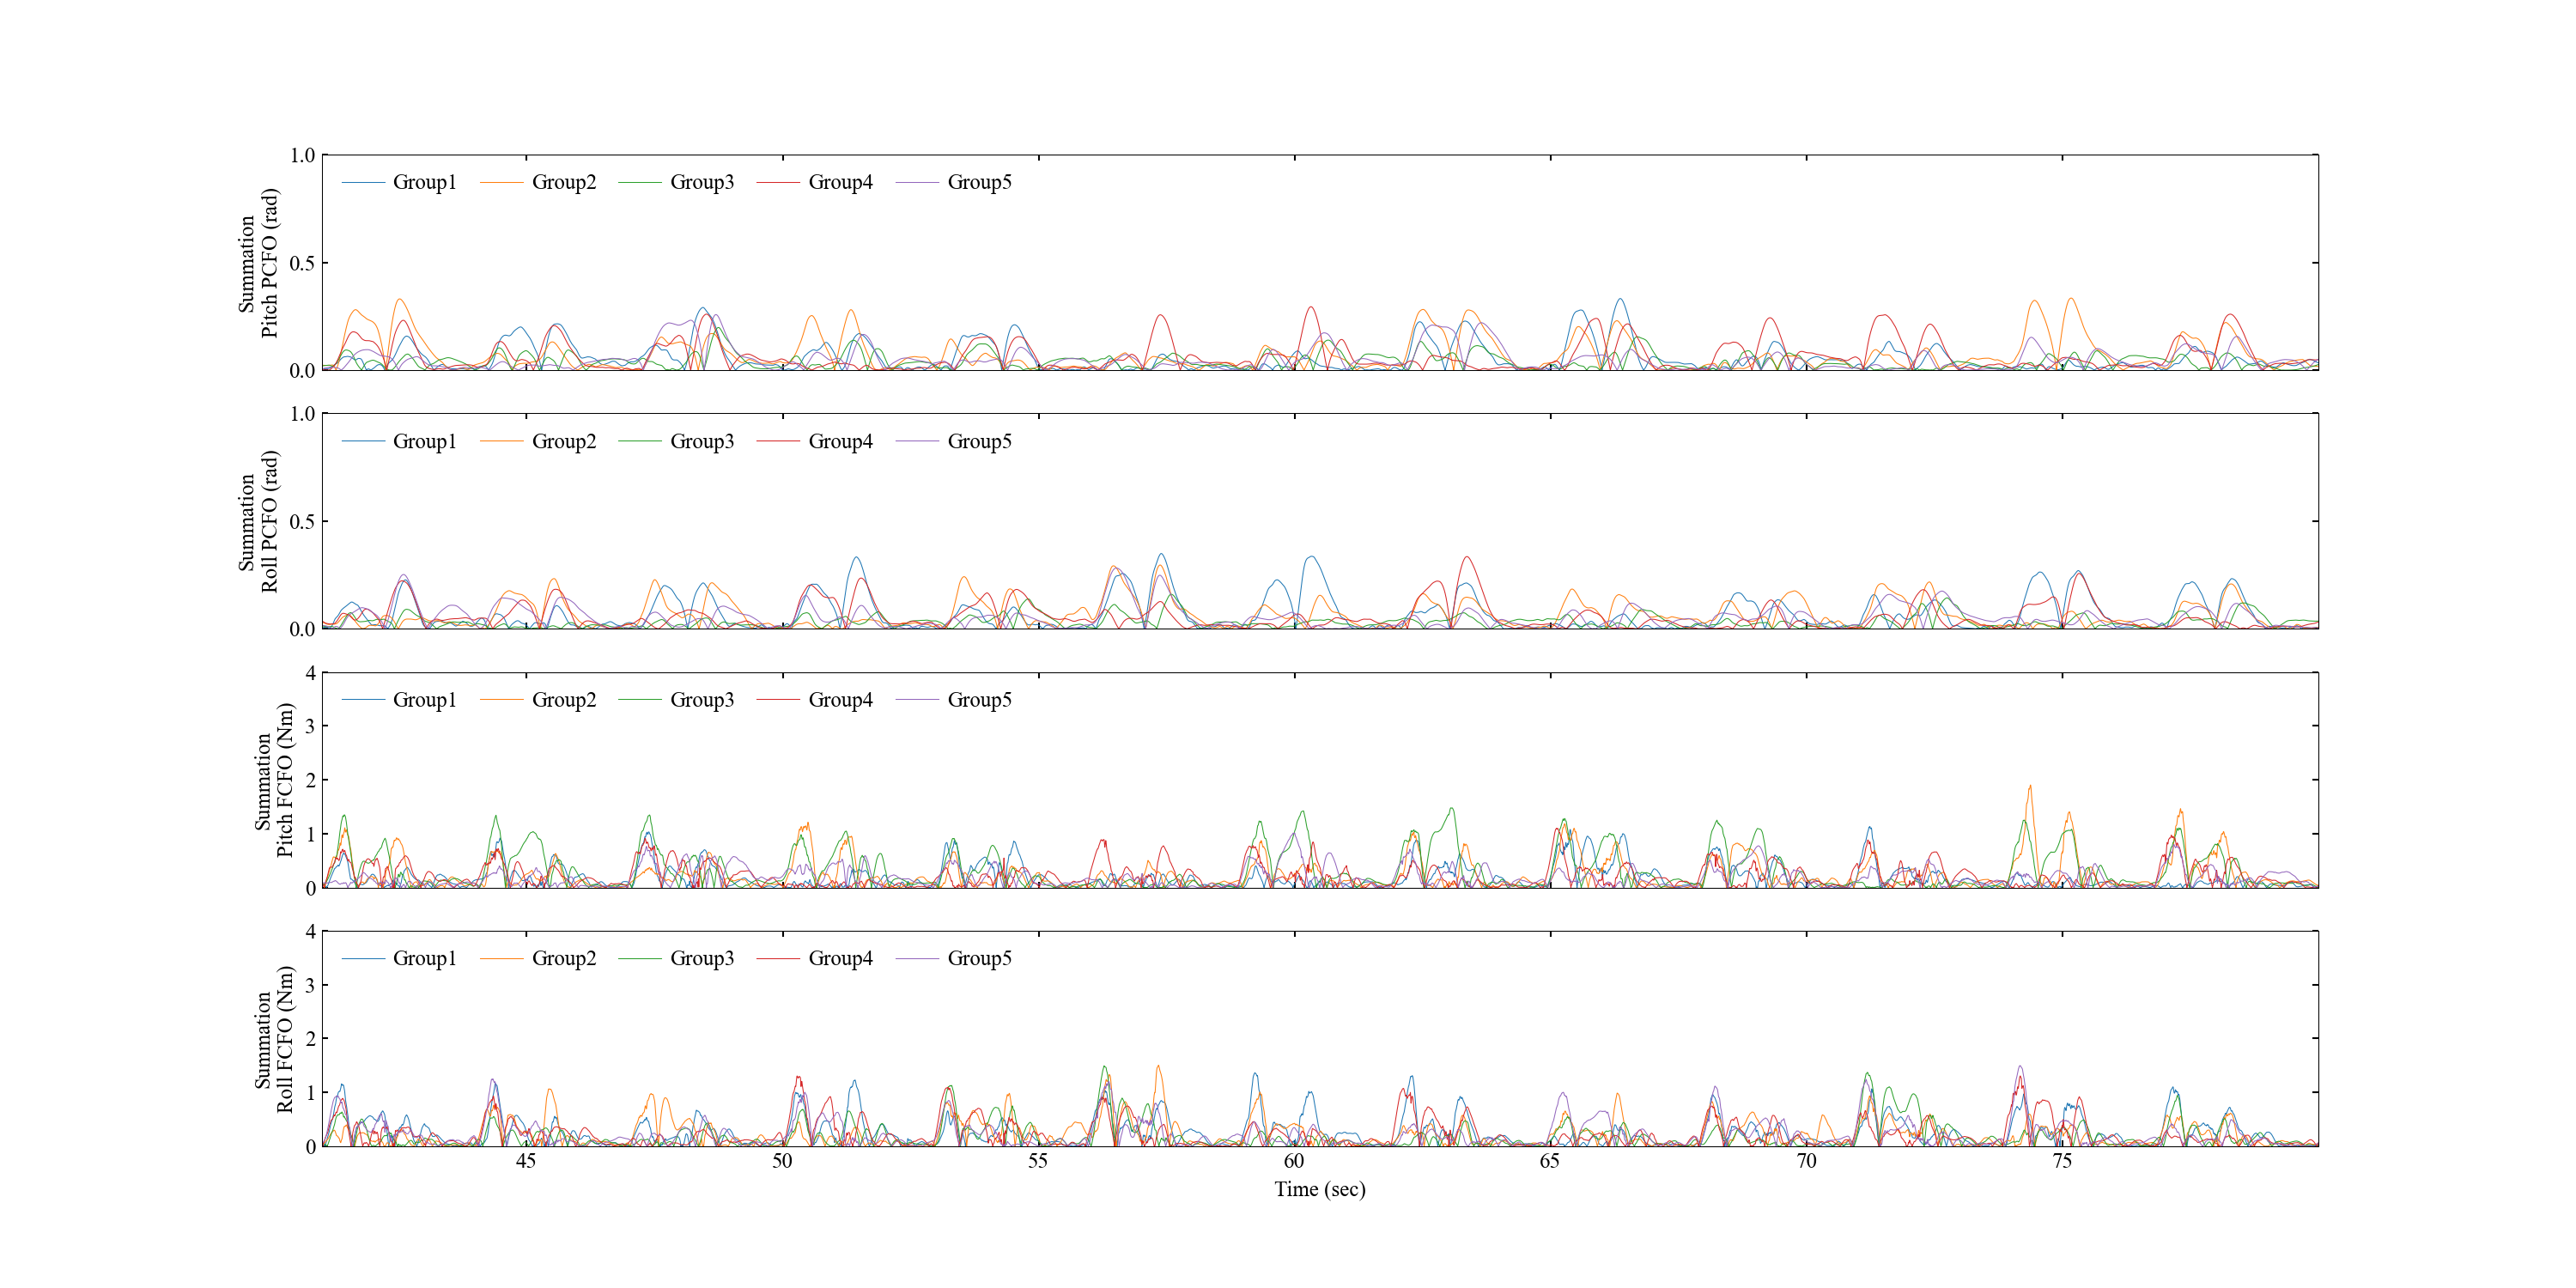 1.0
Group1 Group2 Group3 Group4 Group5
Summation
Pitch PCFO (rad)
0.5
0.0
1.0
Group1 Group2 Group3 Group4 Group5
Summation
Roll PCFO (rad)
0.5
0.0
4
Group1 Group2 Group3 Group4 Group5
3
Summation
Pitch FCFO (Nm)
2
1
0
4
Group1 Group2 Group3 Group4 Group5
3
Summation
Roll FCFO (Nm)
2
1
0
45 50 55 60 65 70 75
Time (sec)